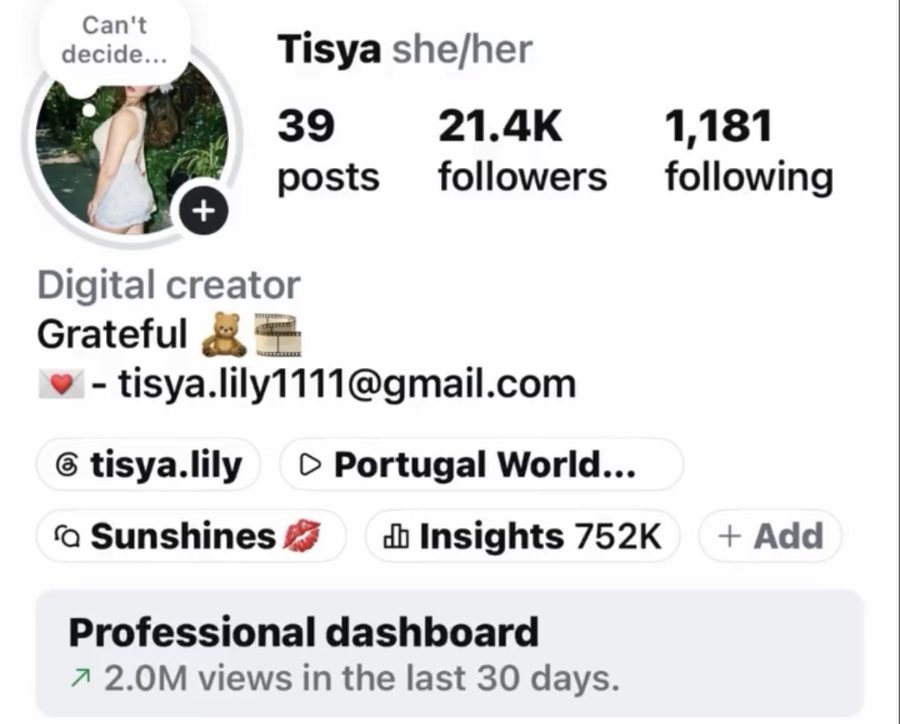 Can't
decide...
Tisya she/her
39 21.4K 1,181
posts followers following
Digital creator
Grateful 🧸🎞️
💌 - tisya.lily1111@gmail.com
tisya.lily Portugal World...
Sunshines💋 Insights 752K + Add
Professional dashboard
2.0M views in the last 30 days.